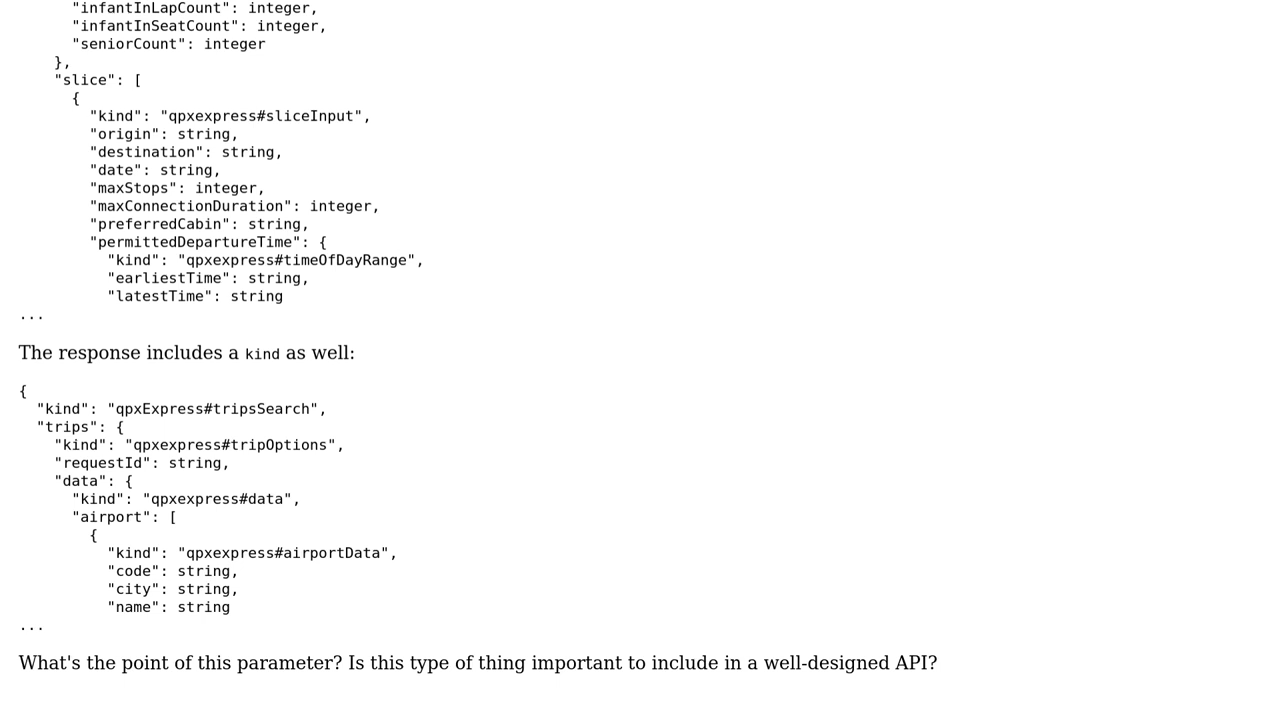 "infantInLapCount": integer,
      "infantInSeatCount": integer,
      "seniorCount": integer
    },
    "slice": [
      {
        "kind": "qpxexpress#sliceInput",
        "origin": string,
        "destination": string,
        "date": string,
        "maxStops": integer,
        "maxConnectionDuration": integer,
        "preferredCabin": string,
        "permittedDepartureTime": {
          "kind": "qpxexpress#timeOfDayRange",
          "earliestTime": string,
          "latestTime": string
...
The response includes a kind as well:
{
  "kind": "qpxExpress#tripsSearch",
  "trips": {
    "kind": "qpxexpress#tripOptions",
    "requestId": string,
    "data": {
      "kind": "qpxexpress#data",
      "airport": [
        {
          "kind": "qpxexpress#airportData",
          "code": string,
          "city": string,
          "name": string
...
What's the point of this parameter? Is this type of thing important to include in a well-designed API?